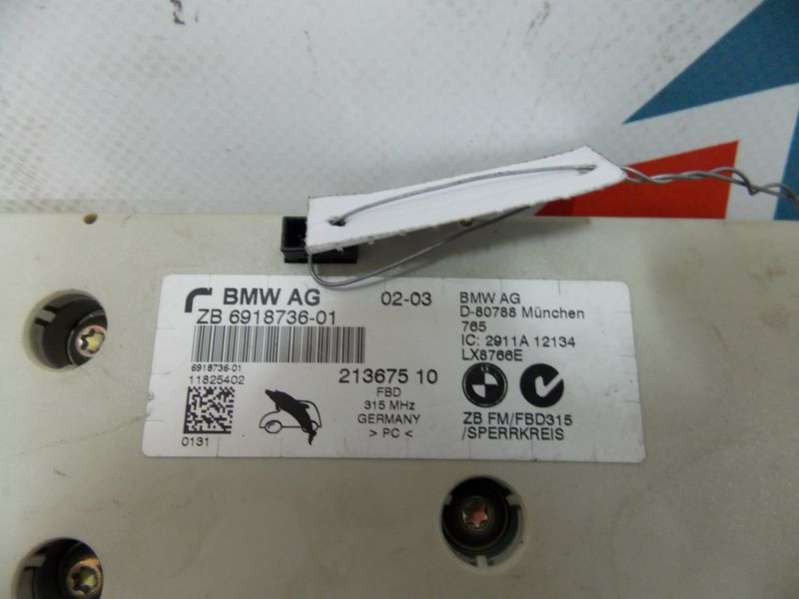 BMW AG 02-03
ZB 6918736-01
6918736-01
11825402
0131
213675 10
FBD
315 MHz
GERMANY
> PC <
BMW AG
D-80788 München
765
IC: 2911A 12134
LX8766E
ZB FM/FBD315
/SPERRKREIS